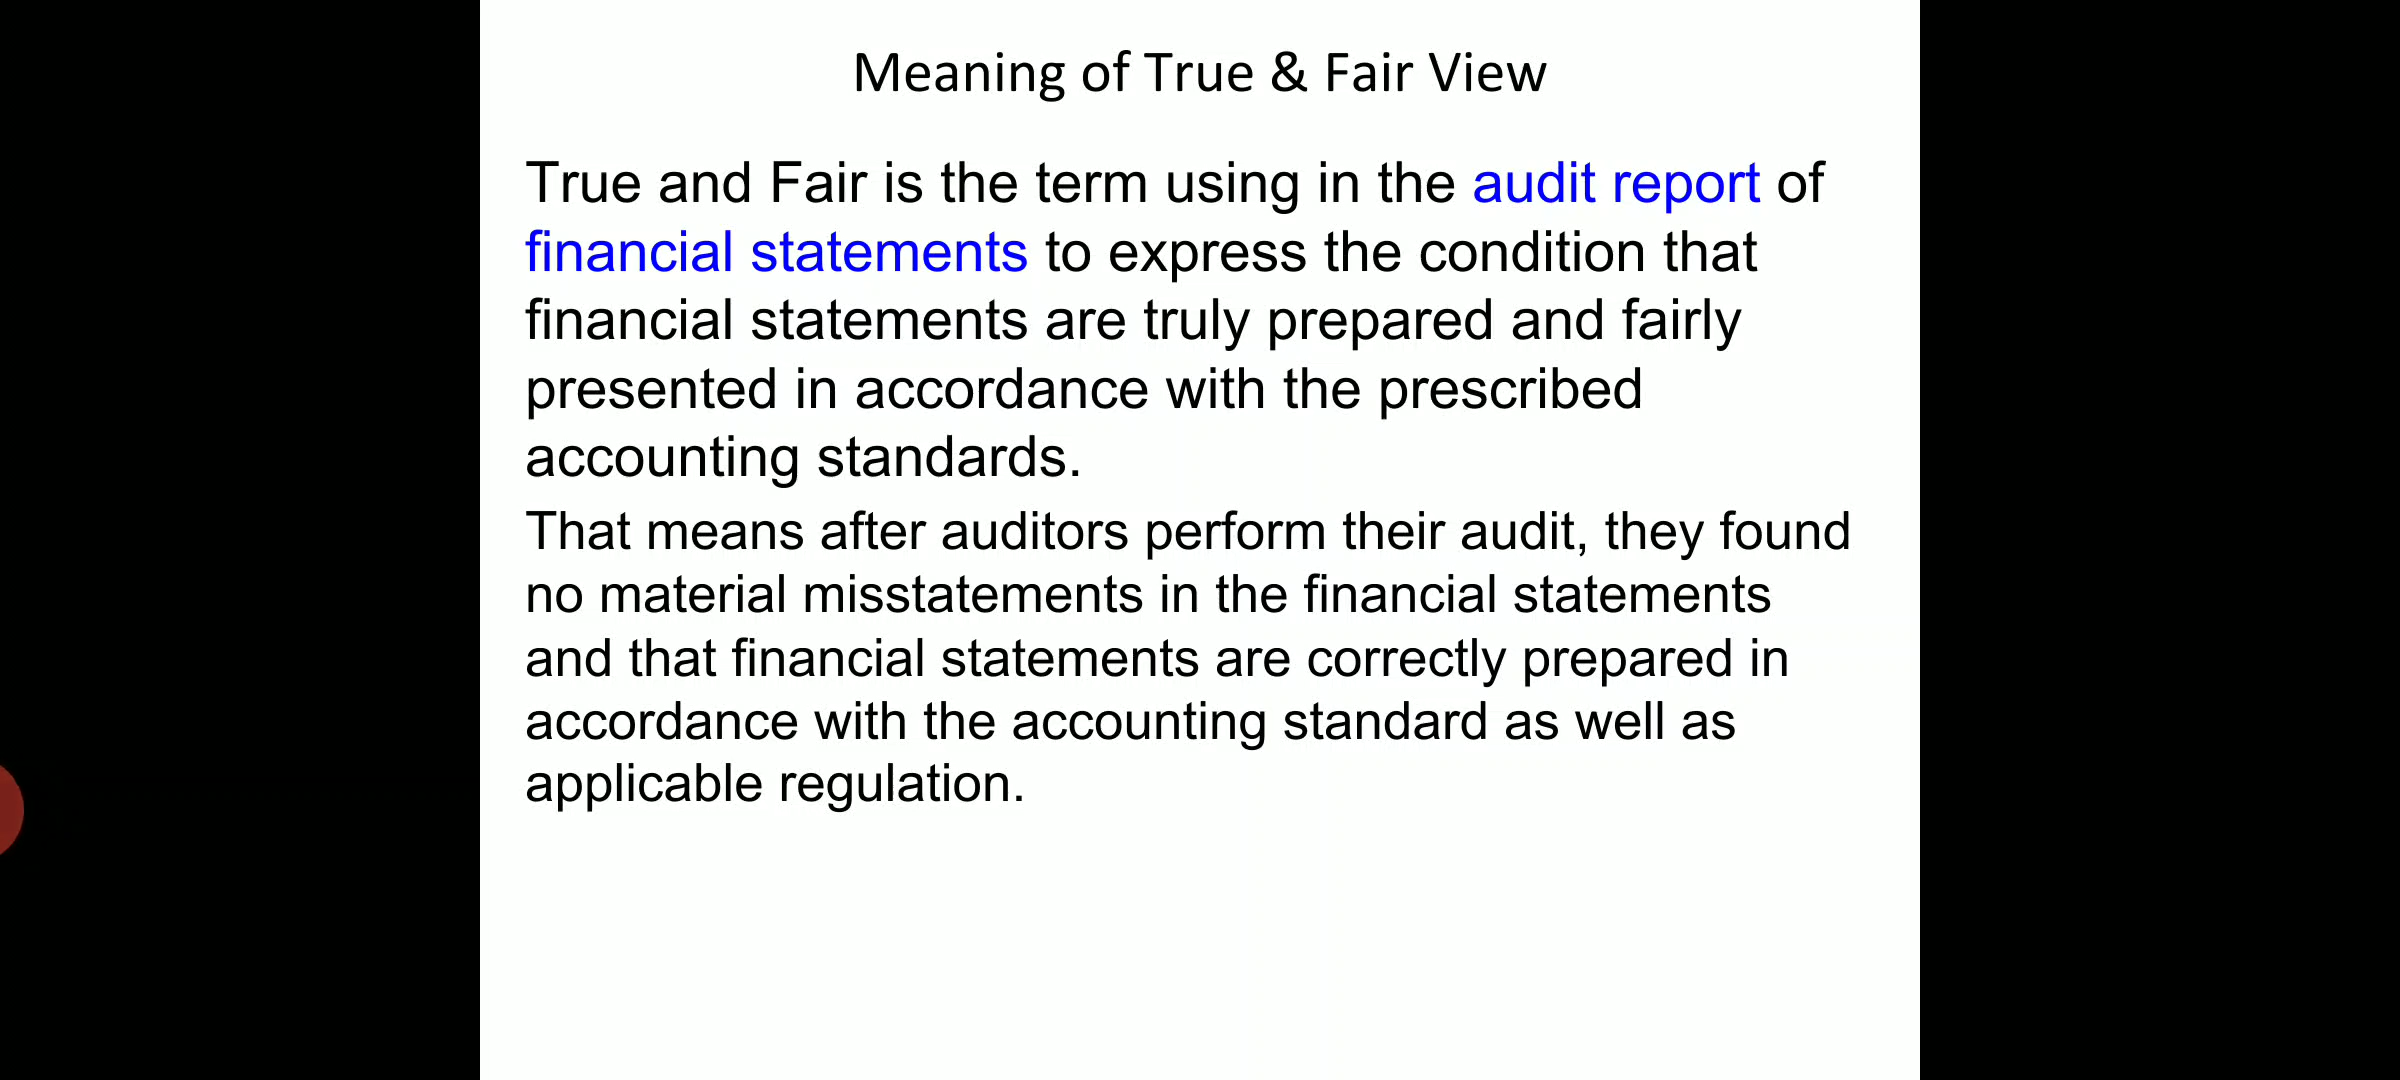 Meaning of True & Fair View
True and Fair is the term using in the audit report of
financial statements to express the condition that
financial statements are truly prepared and fairly
presented in accordance with the prescribed
accounting standards.
That means after auditors perform their audit, they found
no material misstatements in the financial statements
and that financial statements are correctly prepared in
accordance with the accounting standard as well as
applicable regulation.